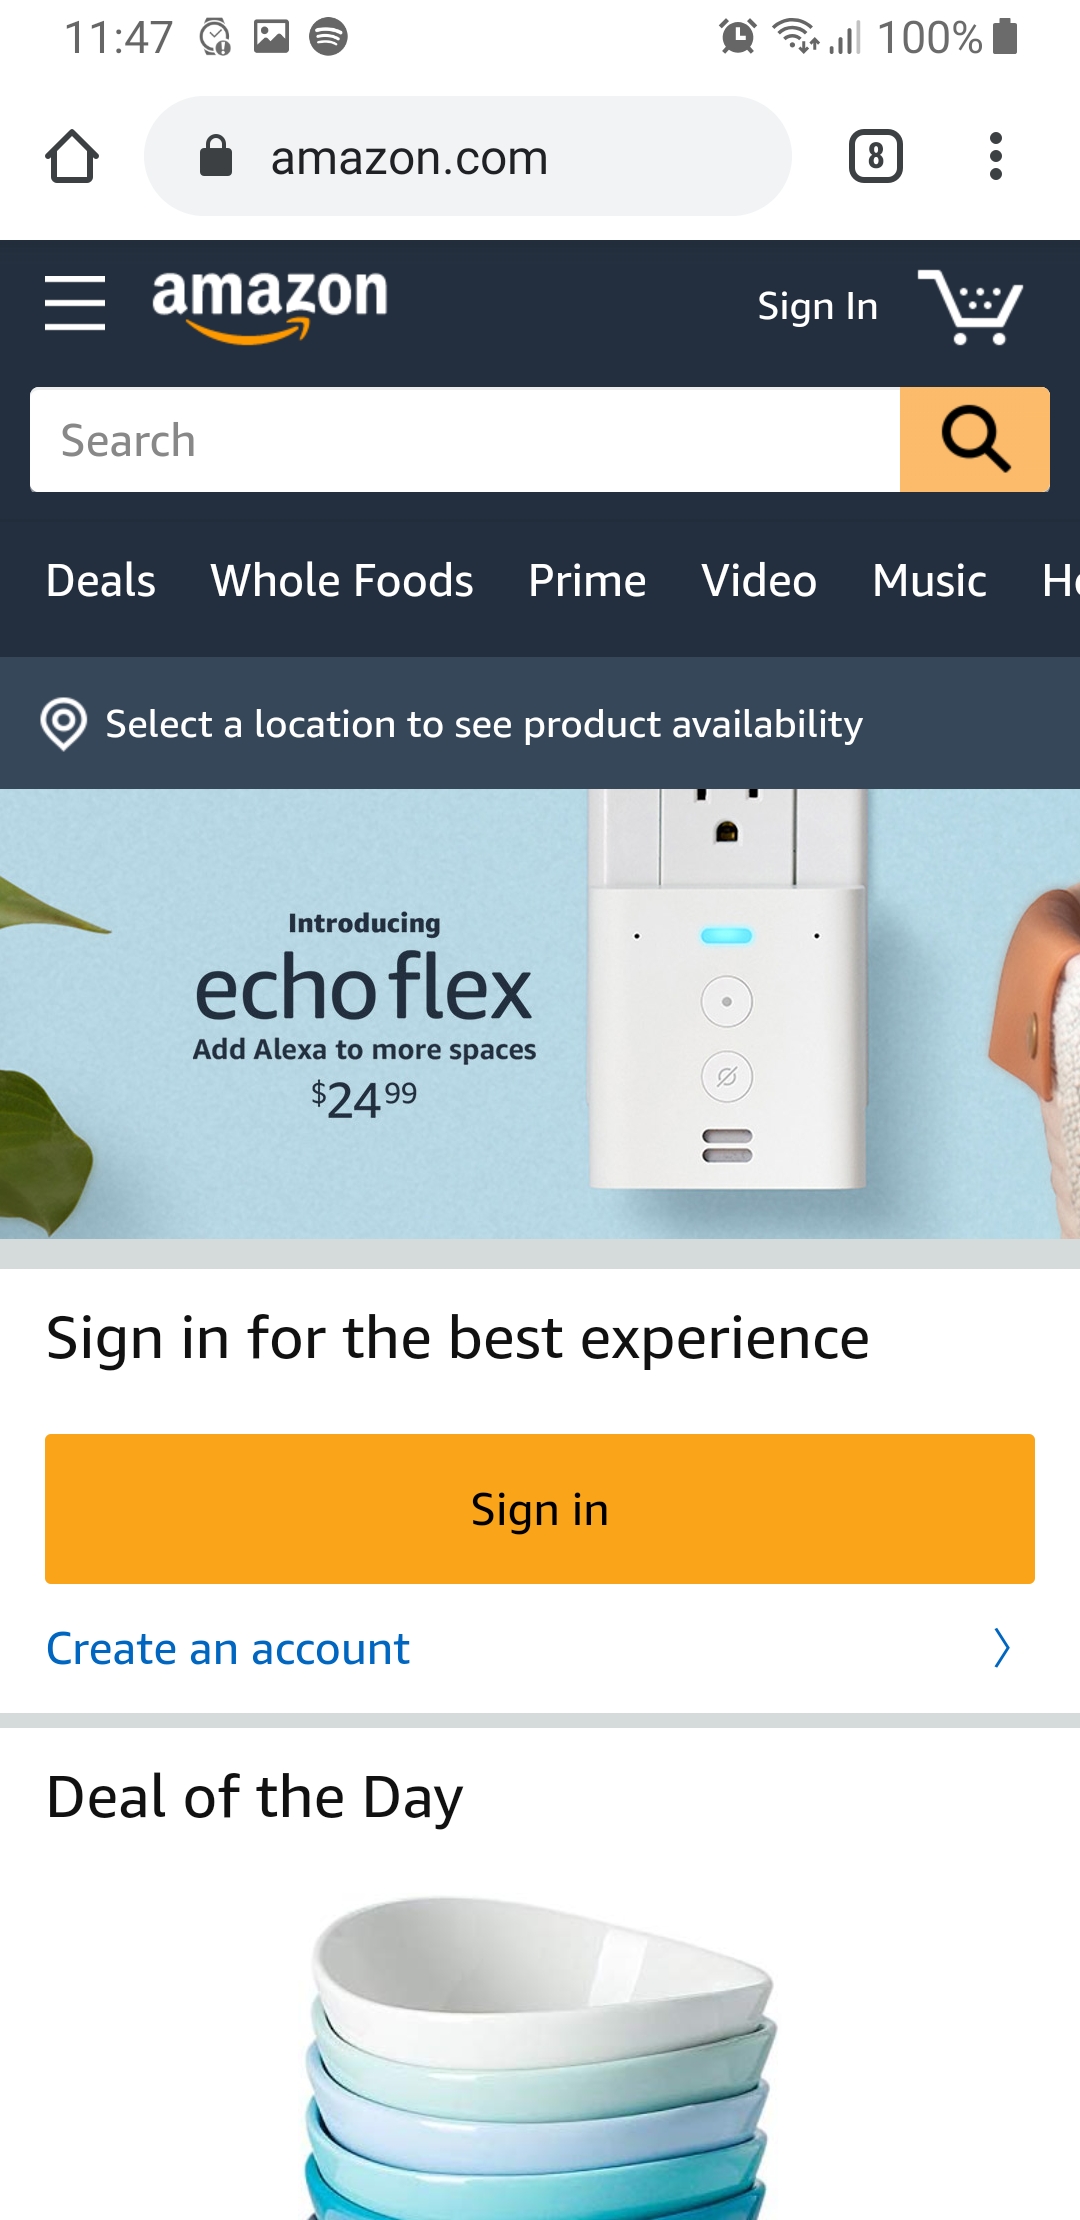 11:47 100%
amazon.com 8
amazon Sign In
Search
Deals Whole Foods Prime Video Music
Select a location to see product availability
Introducing
echo flex
Add Alexa to more spaces
$24 99
Sign in for the best experience
Sign in
Create an account
Deal of the Day